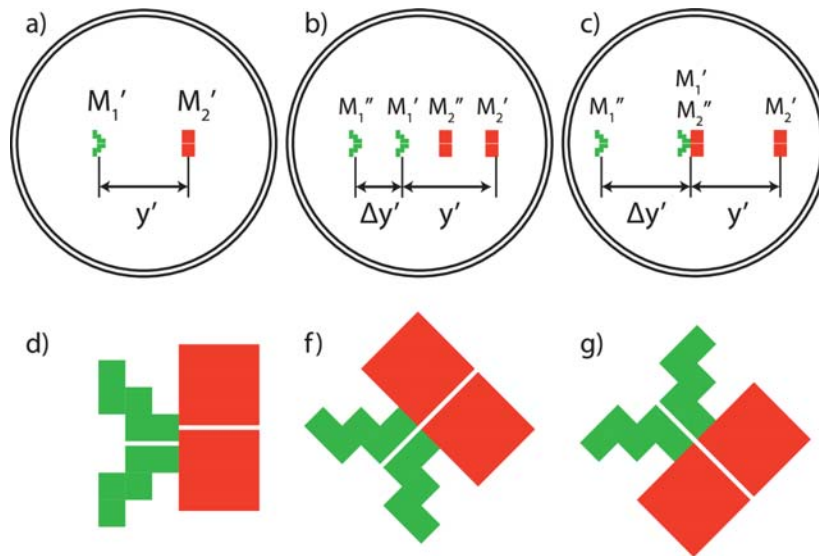 a)
M₁′ M₂′
y′
b)
M₁″ M₁′ M₂″ M₂′
Δy′ y′
c)
M₁′
M₁″ M₂″ M₂′
Δy′ y′
d)
f)
g)